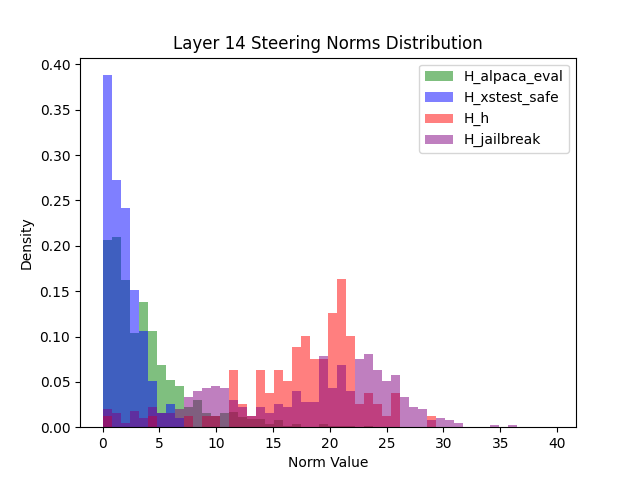 Layer 14 Steering Norms Distribution
0.40
0.35
0.30
0.25
0.20
0.15
0.10
0.05
0.00
Density
H_alpaca_eval
H_xstest_safe
H_h
H_jailbreak
0 5 10 15 20 25 30 35 40
Norm Value